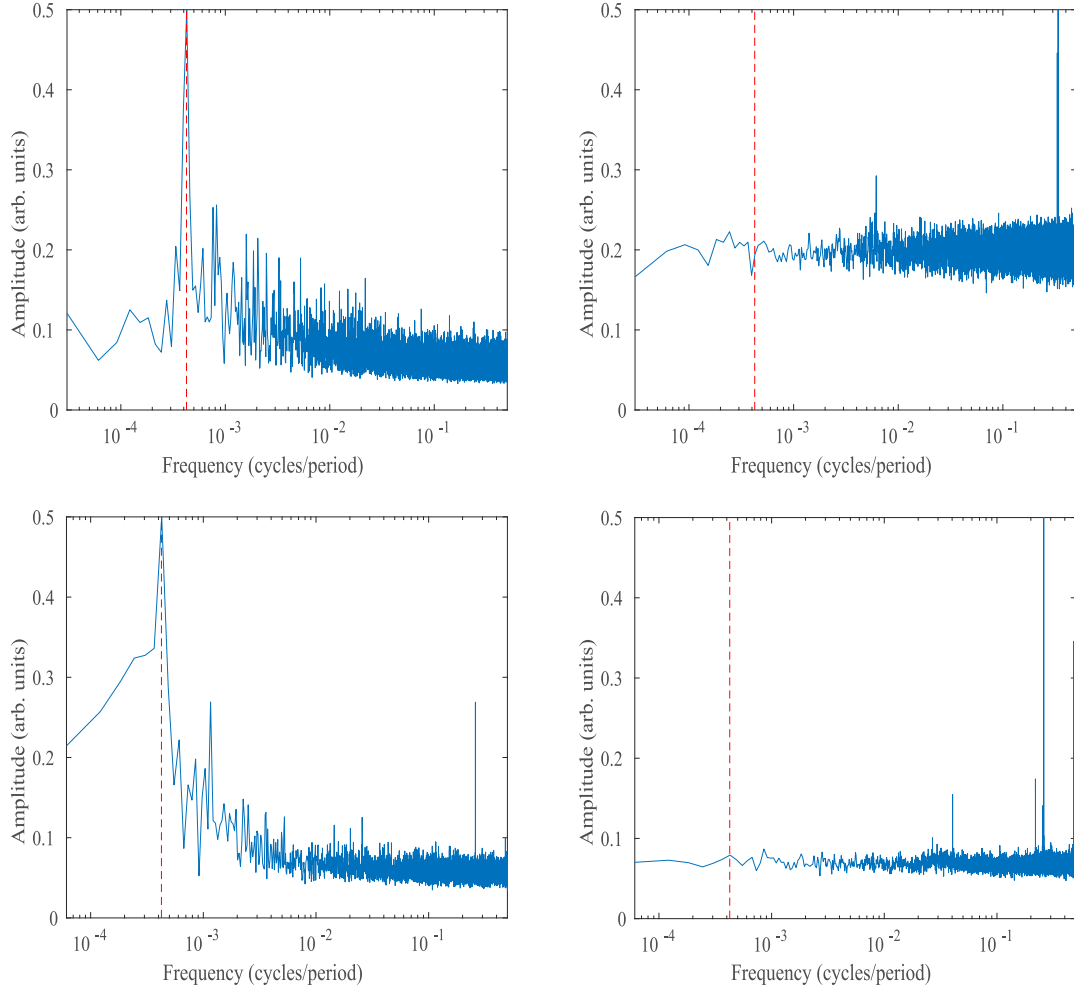 0.5
0.4
0.3
0.2
0.1
0
Amplitude (arb. units)
10^-4 10^-3 10^-2 10^-1
Frequency (cycles/period)
0.5
0.4
0.3
0.2
0.1
0
Amplitude (arb. units)
10^-4 10^-3 10^-2 10^-1
Frequency (cycles/period)
0.5
0.4
0.3
0.2
0.1
0
Amplitude (arb. units)
10^-4 10^-3 10^-2 10^-1
Frequency (cycles/period)
0.5
0.4
0.3
0.2
0.1
0
Amplitude (arb. units)
10^-4 10^-3 10^-2 10^-1
Frequency (cycles/period)